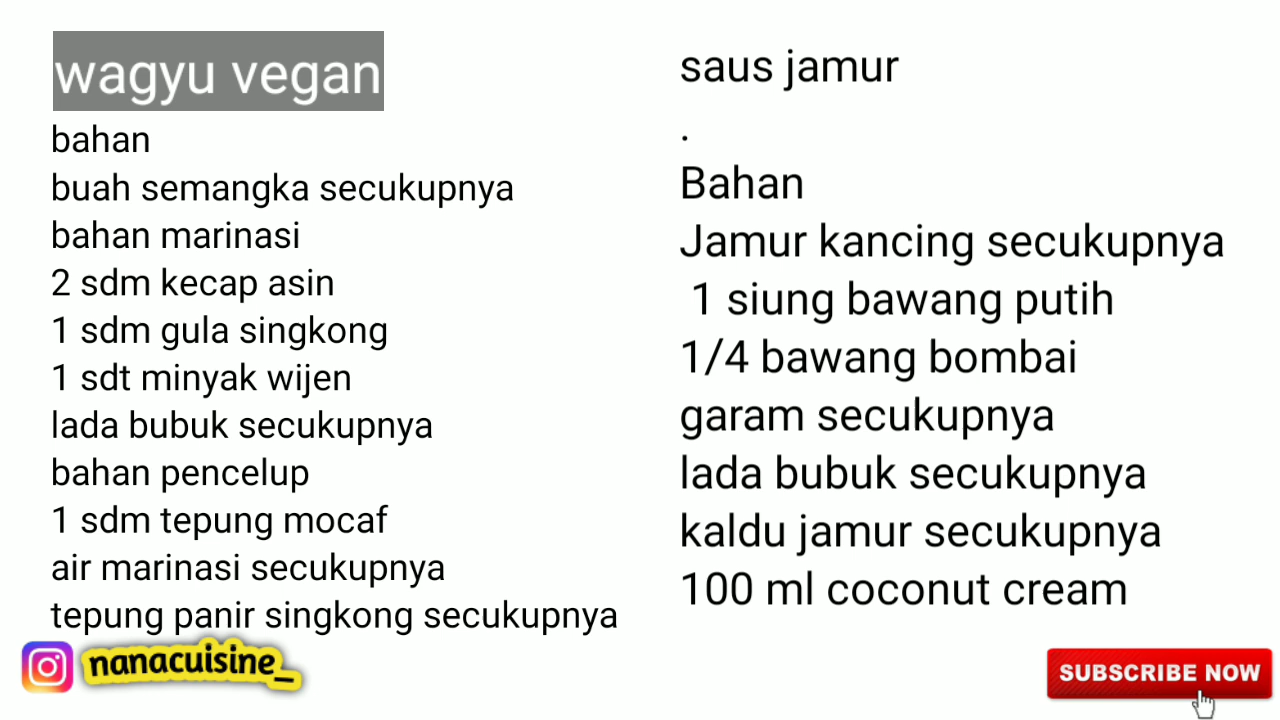 wagyu vegan
bahan
buah semangka secukupnya
bahan marinasi
2 sdm kecap asin
1 sdm gula singkong
1 sdt minyak wijen
lada bubuk secukupnya
bahan pencelup
1 sdm tepung mocaf
air marinasi secukupnya
tepung panir singkong secukupnya
nanacuisine_
saus jamur
.
Bahan
Jamur kancing secukupnya
1 siung bawang putih
1/4 bawang bombai
garam secukupnya
lada bubuk secukupnya
kaldu jamur secukupnya
100 ml coconut cream
SUBSCRIBE NOW